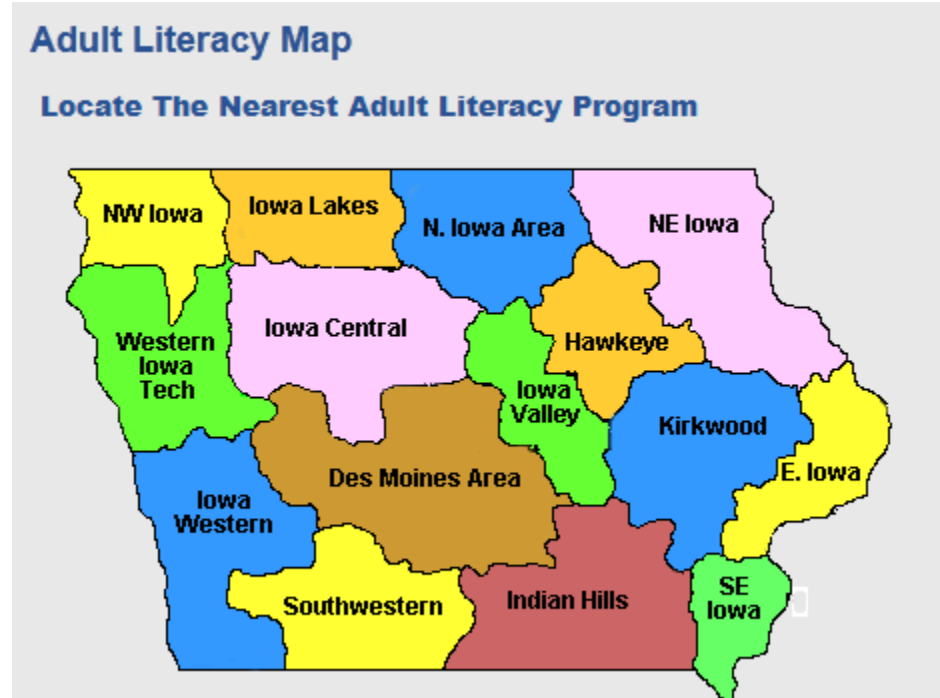 Adult Literacy Map
Locate The Nearest Adult Literacy Program
NW Iowa
Iowa Lakes
N. Iowa Area
NE Iowa
Western
Iowa
Tech
Iowa Central
Iowa
Valley
Hawkeye
Kirkwood
E. Iowa
Des Moines Area
Iowa
Western
Southwestern
Indian Hills
SE
Iowa